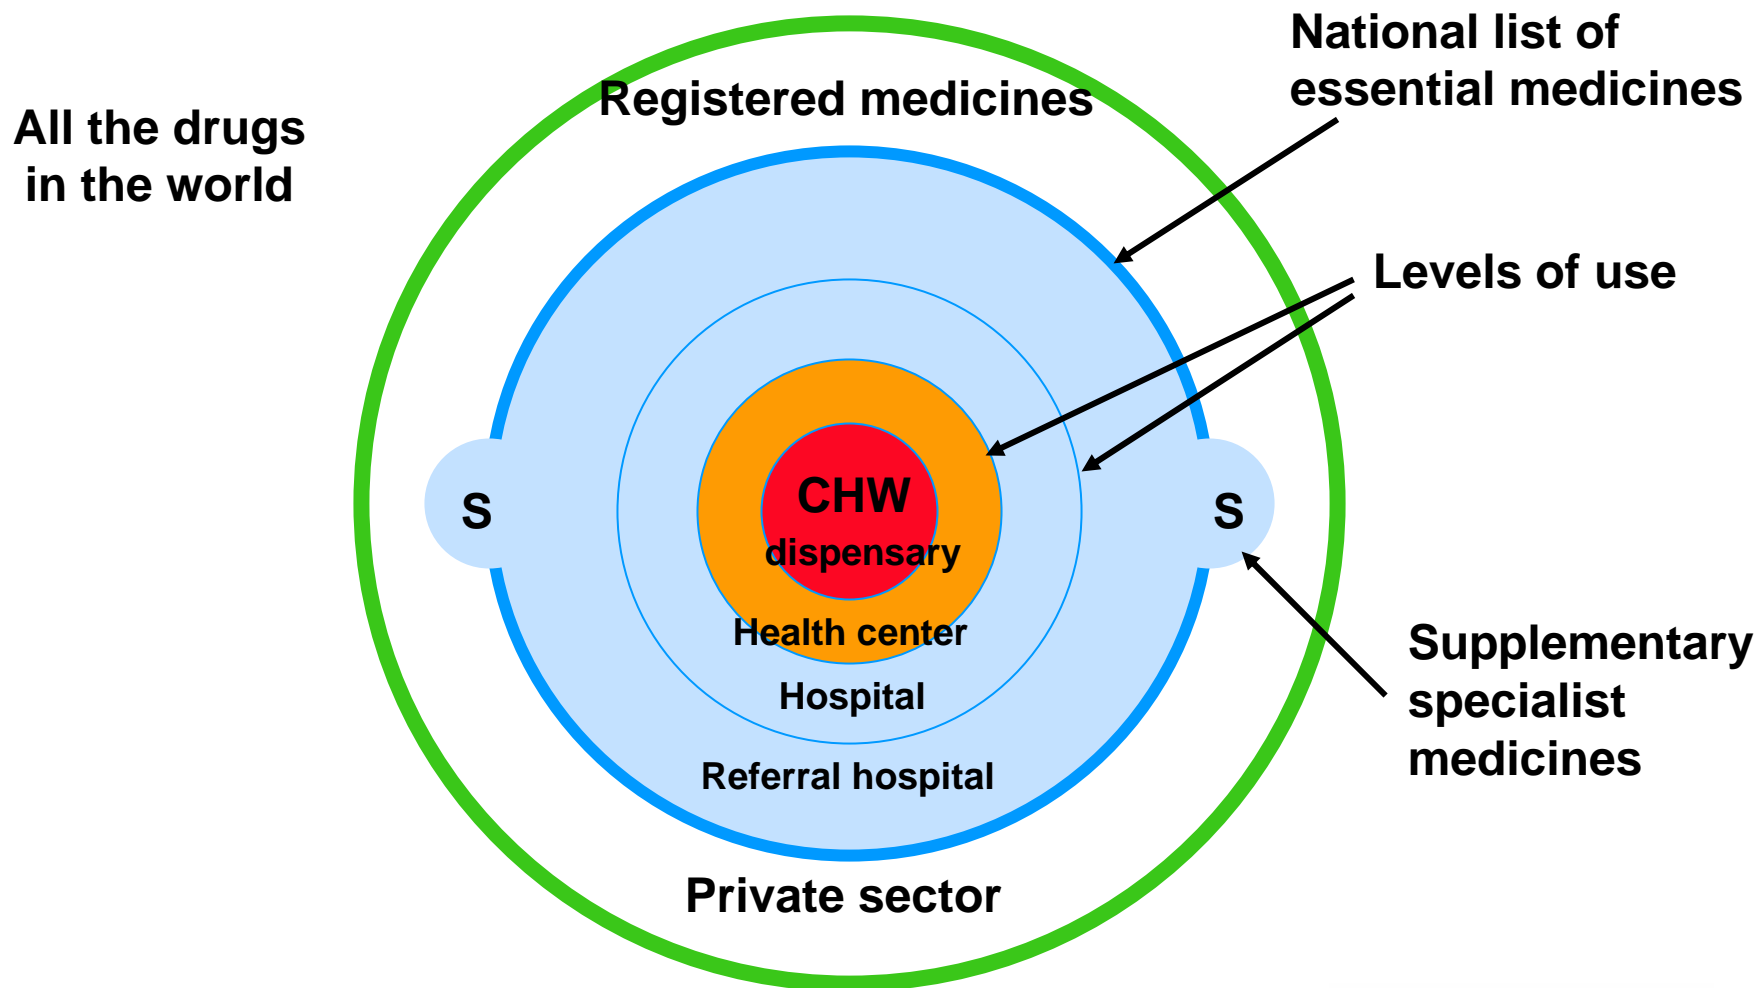 National list of
essential medicines
Registered medicines
All the drugs
in the world
Levels of use
CHW
dispensary
S
S
Health center
Hospital
Referral hospital
Supplementary
specialist
medicines
Private sector